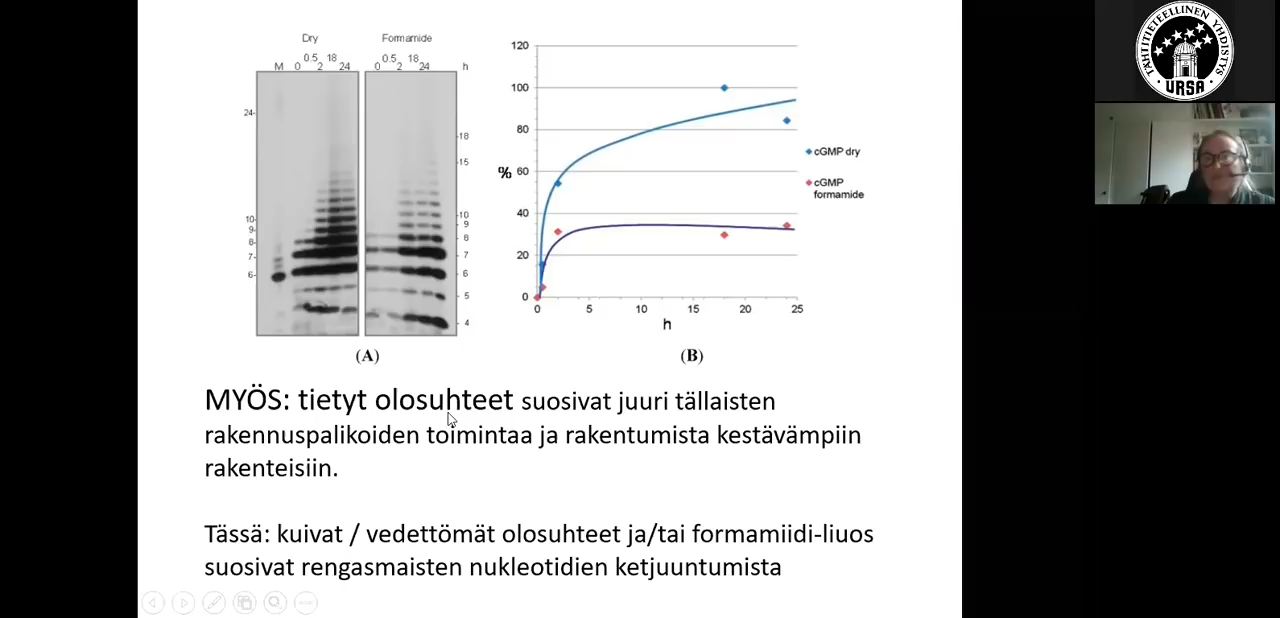 Dry
Formamide
0.5 18
0.5 18
M 0 2 24
0 2 24 h
24-
10-
9-
8-
7-
6-
-18
-15
-10
-9
-8
-7
-6
-5
-4
(A)
120
100
80
60
40
20
0
%
0 5 10 15 20 25
h
cGMP dry
cGMP
formamide
(B)
MYÖS: tietyt olosuhteet suosivat juuri tällaisten
rakennuspalikoiden toimintaa ja rakentumista kestävämpiin
rakenteisiin.
Tässä: kuivat / vedettömät olosuhteet ja/tai formamiidi-liuos
suosivat rengasmaisten nukleotidien ketjuuntumista
TÄHTITIETEELLINEN YHDISTYS
URSA